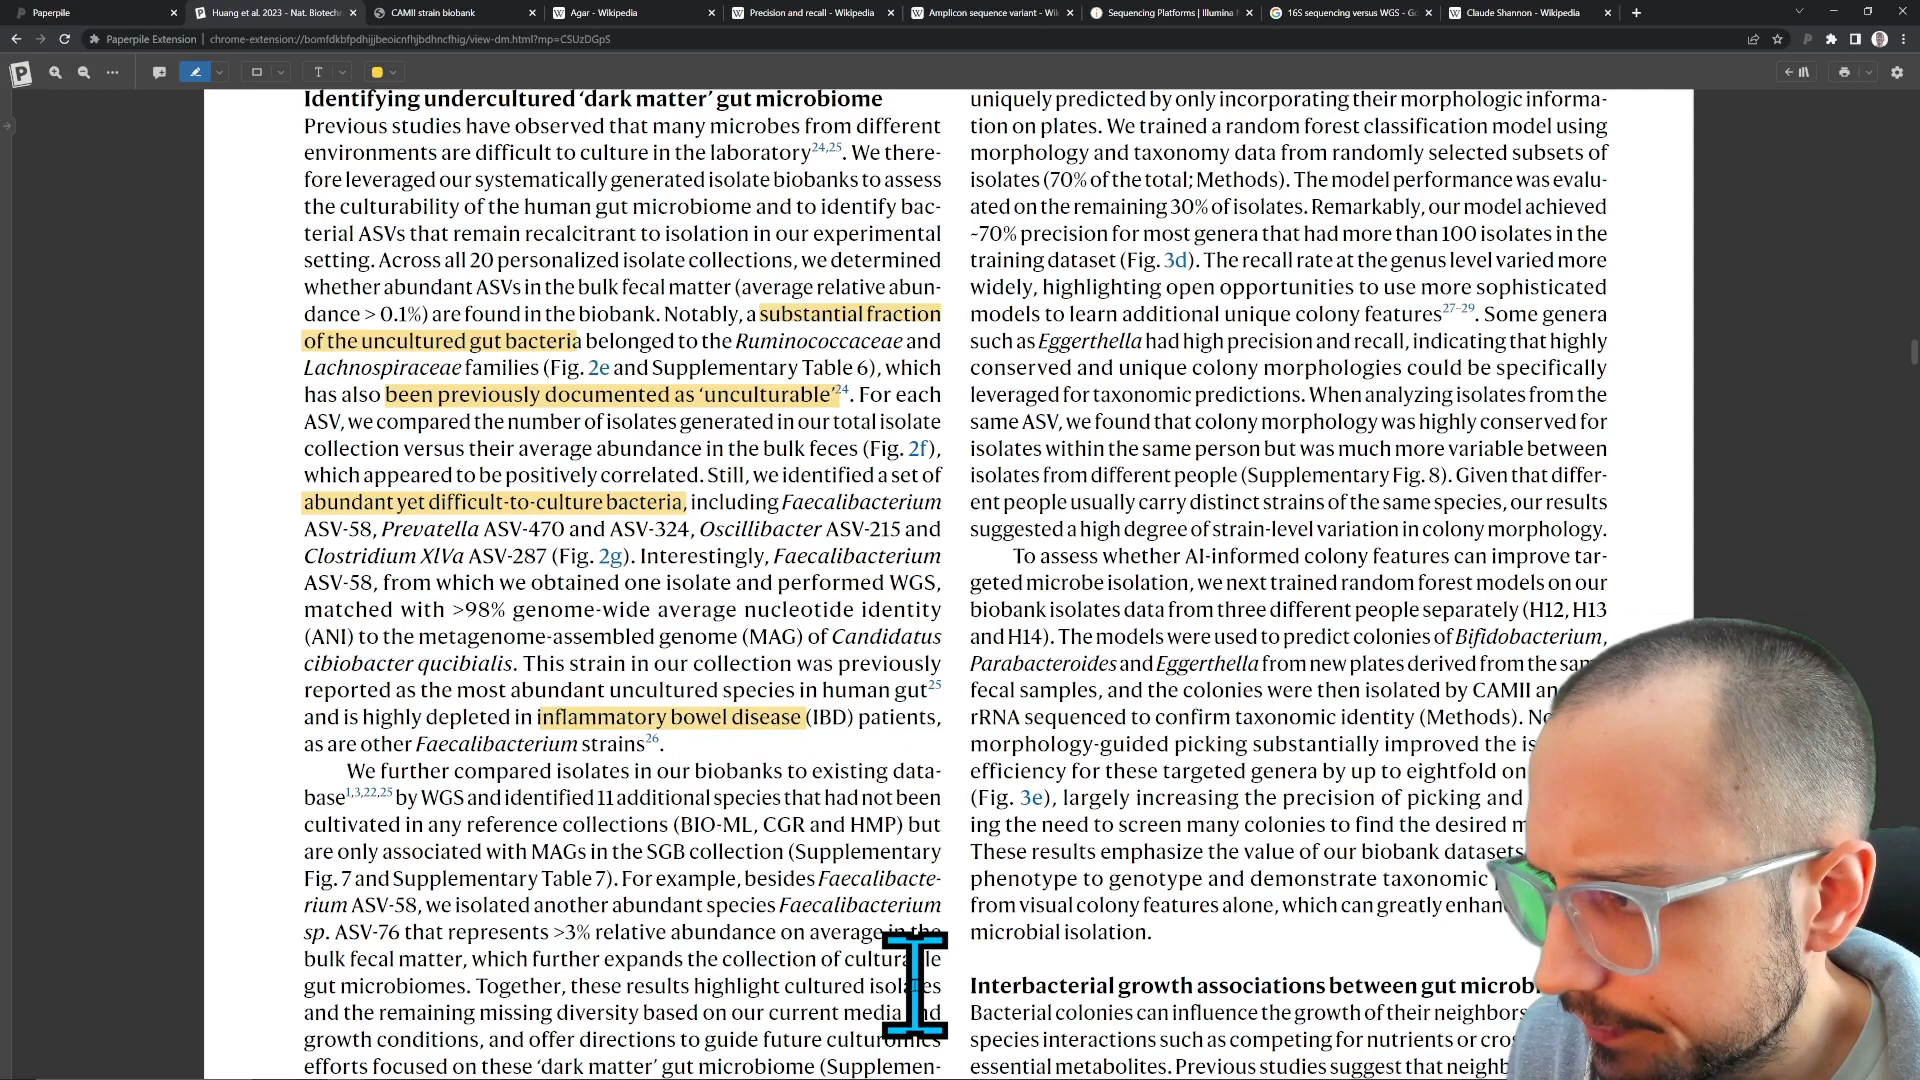 Paperpile
Huang et al. 2023 - Nat. Biotechn
CAMII strain biobank
Agar - Wikipedia
Precision and recall - Wikipedia
Amplicon sequence variant - Wik
Sequencing Platforms | Illumina
16S sequencing versus WGS - Go
Claude Shannon - Wikipedia
Paperpile Extension | chrome-extension://bomfdkbfpdhijjbeoicnfhjbdhncfhig/view-dm.html?mp=CSUzDGpS
Identifying undercultured ‘dark matter’ gut microbiome
Previous studies have observed that many microbes from different
environments are difficult to culture in the laboratory24,25. We there-
fore leveraged our systematically generated isolate biobanks to assess
the culturability of the human gut microbiome and to identify bac-
terial ASVs that remain recalcitrant to isolation in our experimental
setting. Across all 20 personalized isolate collections, we determined
whether abundant ASVs in the bulk fecal matter (average relative abun-
dance > 0.1%) are found in the biobank. Notably, a substantial fraction
of the uncultured gut bacteria belonged to the Ruminococcaceae and
Lachnospiraceae families (Fig. 2e and Supplementary Table 6), which
has also been previously documented as ‘unculturable’24. For each
ASV, we compared the number of isolates generated in our total isolate
collection versus their average abundance in the bulk feces (Fig. 2f),
which appeared to be positively correlated. Still, we identified a set of
abundant yet difficult-to-culture bacteria, including Faecalibacterium
ASV-58, Prevatella ASV-470 and ASV-324, Oscillibacter ASV-215 and
Clostridium XlVa ASV-287 (Fig. 2g). Interestingly, Faecalibacterium
ASV-58, from which we obtained one isolate and performed WGS,
matched with >98% genome-wide average nucleotide identity
(ANI) to the metagenome-assembled genome (MAG) of Candidatus
cibiobacter qucibialis. This strain in our collection was previously
reported as the most abundant uncultured species in human gut25
and is highly depleted in inflammatory bowel disease (IBD) patients,
as are other Faecalibacterium strains26.
We further compared isolates in our biobanks to existing data-
base1,3,22,25 by WGS and identified 11 additional species that had not been
cultivated in any reference collections (BIO-ML, CGR and HMP) but
are only associated with MAGs in the SGB collection (Supplementary
Fig. 7 and Supplementary Table 7). For example, besides Faecalibacte-
rium ASV-58, we isolated another abundant species Faecalibacterium
sp. ASV-76 that represents >3% relative abundance on average in the
bulk fecal matter, which further expands the collection of culturable
gut microbiomes. Together, these results highlight cultured isolates
and the remaining missing diversity based on our current media and
growth conditions, and offer directions to guide future culturomics
efforts focused on these ‘dark matter’ gut microbiome (Supplemen-
uniquely predicted by only incorporating their morphologic informa-
tion on plates. We trained a random forest classification model using
morphology and taxonomy data from randomly selected subsets of
isolates (70% of the total; Methods). The model performance was evalu-
ated on the remaining 30% of isolates. Remarkably, our model achieved
~70% precision for most genera that had more than 100 isolates in the
training dataset (Fig. 3d). The recall rate at the genus level varied more
widely, highlighting open opportunities to use more sophisticated
models to learn additional unique colony features27–29. Some genera
such as Eggerthella had high precision and recall, indicating that highly
conserved and unique colony morphologies could be specifically
leveraged for taxonomic predictions. When analyzing isolates from the
same ASV, we found that colony morphology was highly conserved for
isolates within the same person but was much more variable between
isolates from different people (Supplementary Fig. 8). Given that differ-
ent people usually carry distinct strains of the same species, our results
suggested a high degree of strain-level variation in colony morphology.
To assess whether AI-informed colony features can improve tar-
geted microbe isolation, we next trained random forest models on our
biobank isolates data from three different people separately (H12, H13
and H14). The models were used to predict colonies of Bifidobacterium,
Parabacteroides and Eggerthella from new plates derived from the sam
fecal samples, and the colonies were then isolated by CAMII an
rRNA sequenced to confirm taxonomic identity (Methods). No
morphology-guided picking substantially improved the is
efficiency for these targeted genera by up to eightfold on
(Fig. 3e), largely increasing the precision of picking and
ing the need to screen many colonies to find the desired m
These results emphasize the value of our biobank datasets
phenotype to genotype and demonstrate taxonomic
from visual colony features alone, which can greatly enhan
microbial isolation.
Interbacterial growth associations between gut microb
Bacterial colonies can influence the growth of their neighbors
species interactions such as competing for nutrients or cro
essential metabolites. Previous studies suggest that neighb